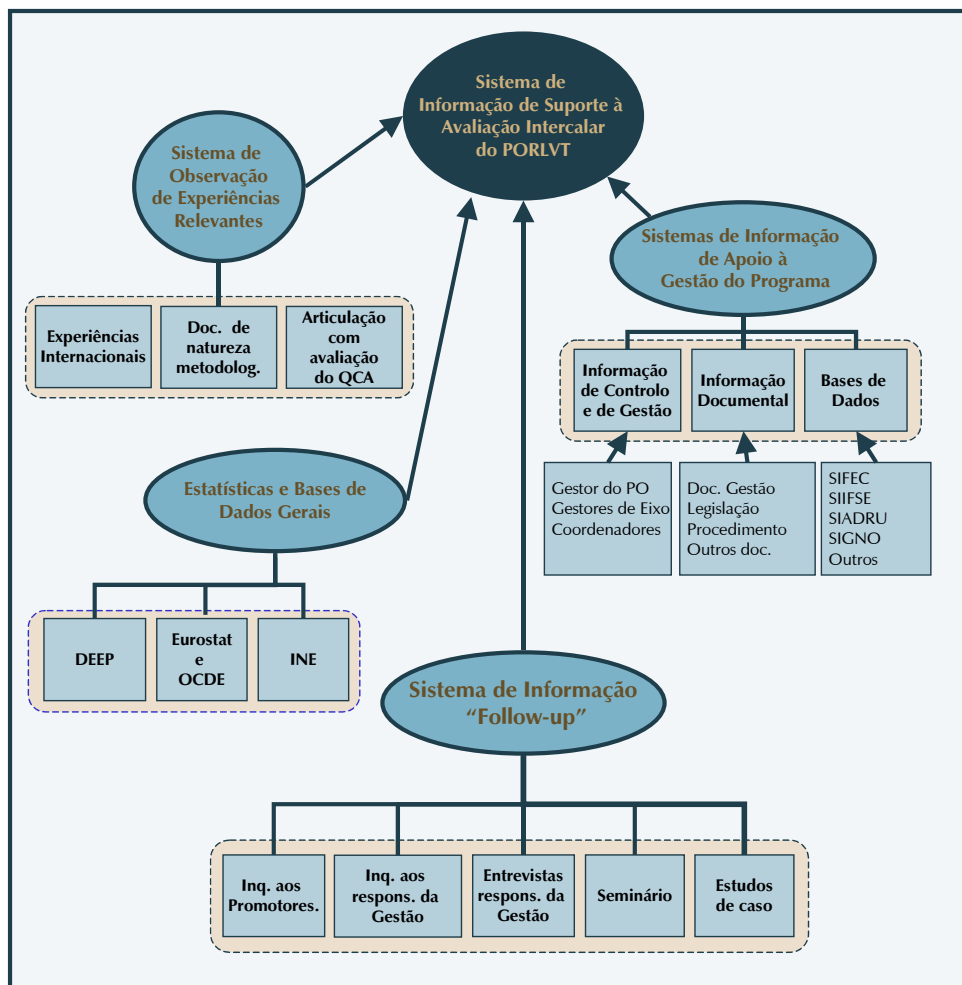 Sistema de
Informação de Suporte à
Avaliação Intercalar
do PORLVT
Sistema de
Observação
de Experiências
Relevantes
Sistemas de Informação
de Apoio à
Gestão do Programa
Experiências
Internacionais
Doc. de
natureza
metodolog.
Articulação
com
avaliação
do QCA
Informação
de Controlo
e de Gestão
Informação
Documental
Bases de
Dados
Gestor do PO
Gestores de Eixo
Coordenadores
Doc. Gestão
Legislação
Procedimento
Outros doc.
SIFEC
SIIFSE
SIADRU
SIGNO
Outros
Estatísticas e Bases de
Dados Gerais
DEEP
Eurostat
e
OCDE
INE
Sistema de Informação
“Follow-up”
Inq. aos
Promotores.
Inq. aos
respons. da
Gestão
Entrevistas
respons. da
Gestão
Seminário
Estudos
de caso